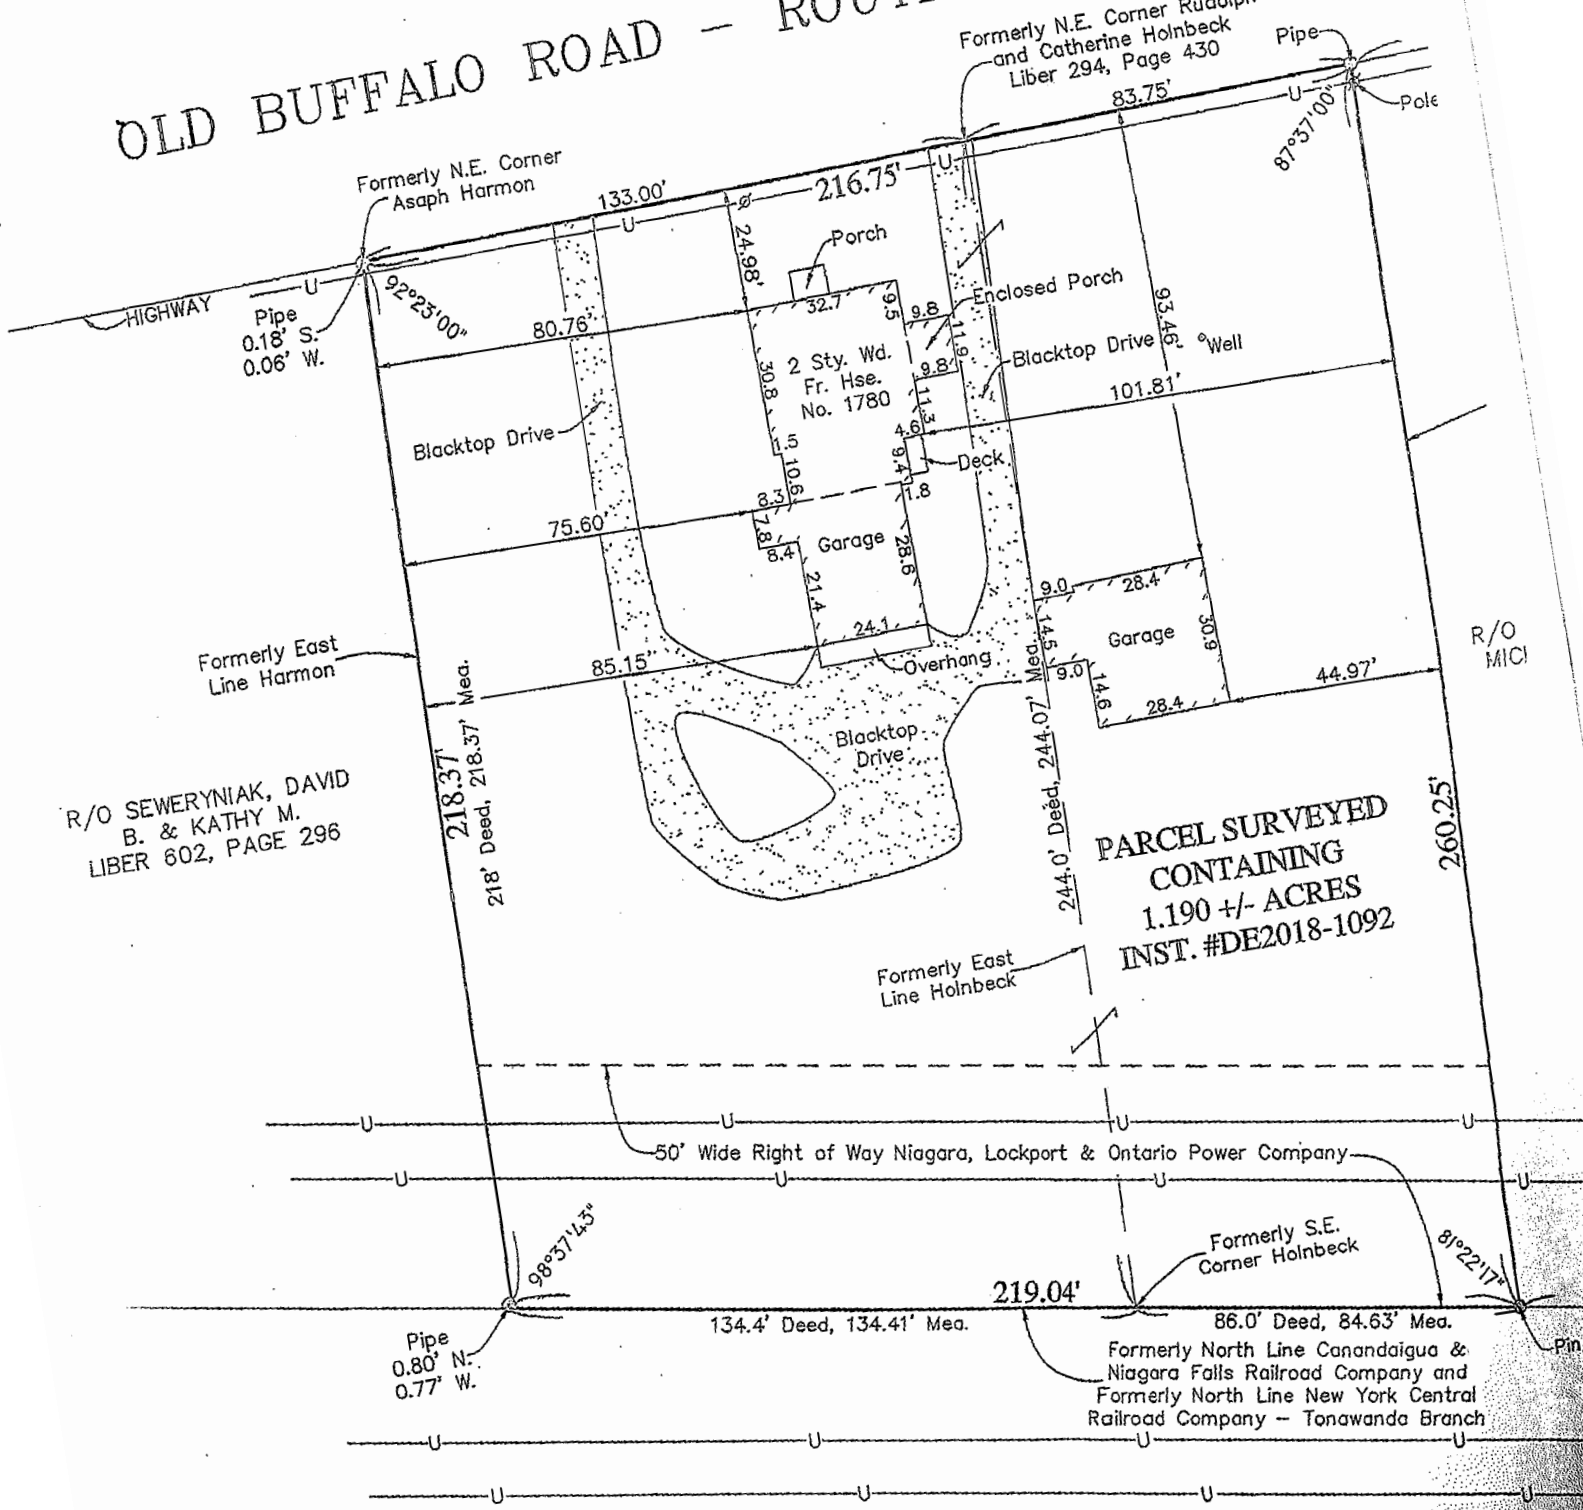 OLD BUFFALO ROAD –
Formerly N.E. Corner
and Catherine Holnbeck
Liber 294, Page 430
Pipe
Pole
83.75'
87°37'00"
U
Formerly N.E. Corner
Asaph Harmon
133.00'
U
216.75'
U
HIGHWAY
U
Pipe
0.18' S.
0.06' W.
92°23'00"
24.98'
Porch
80.76'
32.7
9.5
9.8
Enclosed Porch
11.9
93.46'
Well
2 Sty. Wd.
Fr. Hse.
No. 1780
30.8
9.8'
Blacktop Drive
11.3
101.81'
Blacktop Drive
1.5
4.6
9.4
Deck
10.6
1.8
8.3
75.60'
7.8
8.4
Garage
28.6
21.4
9.0
28.4
14.5
Garage
30.9
Formerly East
Line Harmon
24.1
85.15'
Overhang
9.0
14.6
28.4
44.97'
R/O
Blacktop
Drive
218.37'
218' Deed, 218.37' Mea.
244.0' Deed, 244.07' Mea.
260.25'
R/O SEWERYNIAK, DAVID
B. & KATHY M.
LIBER 602, PAGE 296
PARCEL SURVEYED
CONTAINING
1.190 +/- ACRES
INST. #DE2018-1092
Formerly East
Line Holnbeck
U
U
U
U
50' Wide Right of Way Niagara, Lockport & Ontario Power Company
U
U
U
U
98°37'43"
Formerly S.E.
Corner Holnbeck
81°22'17"
219.04'
134.4' Deed, 134.41' Mea.
86.0' Deed, 84.63' Mea.
Pipe
0.80' N.
0.77' W.
Pin
Formerly North Line Canandaigua &
Niagara Falls Railroad Company and
Formerly North Line New York Central
Railroad Company – Tonawanda Branch
U
U
U
U
U
U
U
U